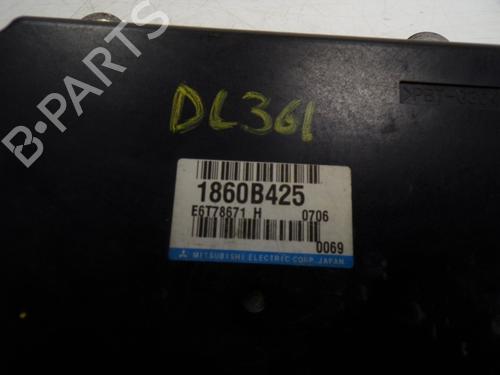 DL361
1860B425
E6T78671 H 0706
0069
MITSUBISHI ELECTRIC CORP. JAPAN
B-PARTS